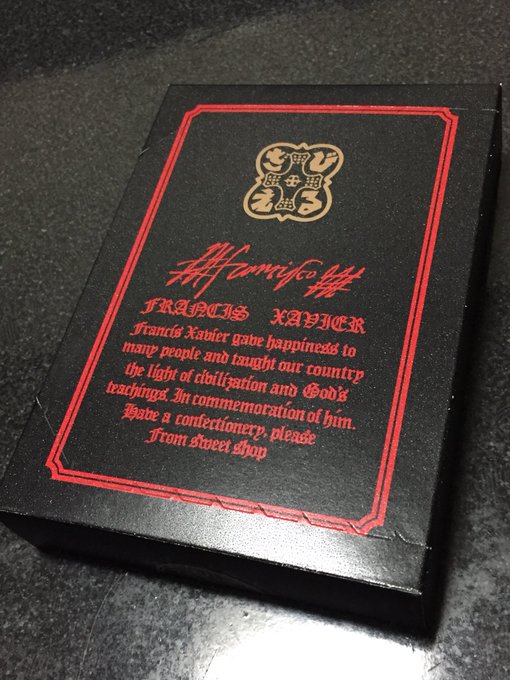 ざび
える
Francisco
FRANCIS XAVIER
Francis Xavier gave happiness to
many people and taught our country
the light of civilization and God's
teachings. In commemoration of him.
Have a confectionery, please
From sweet shop